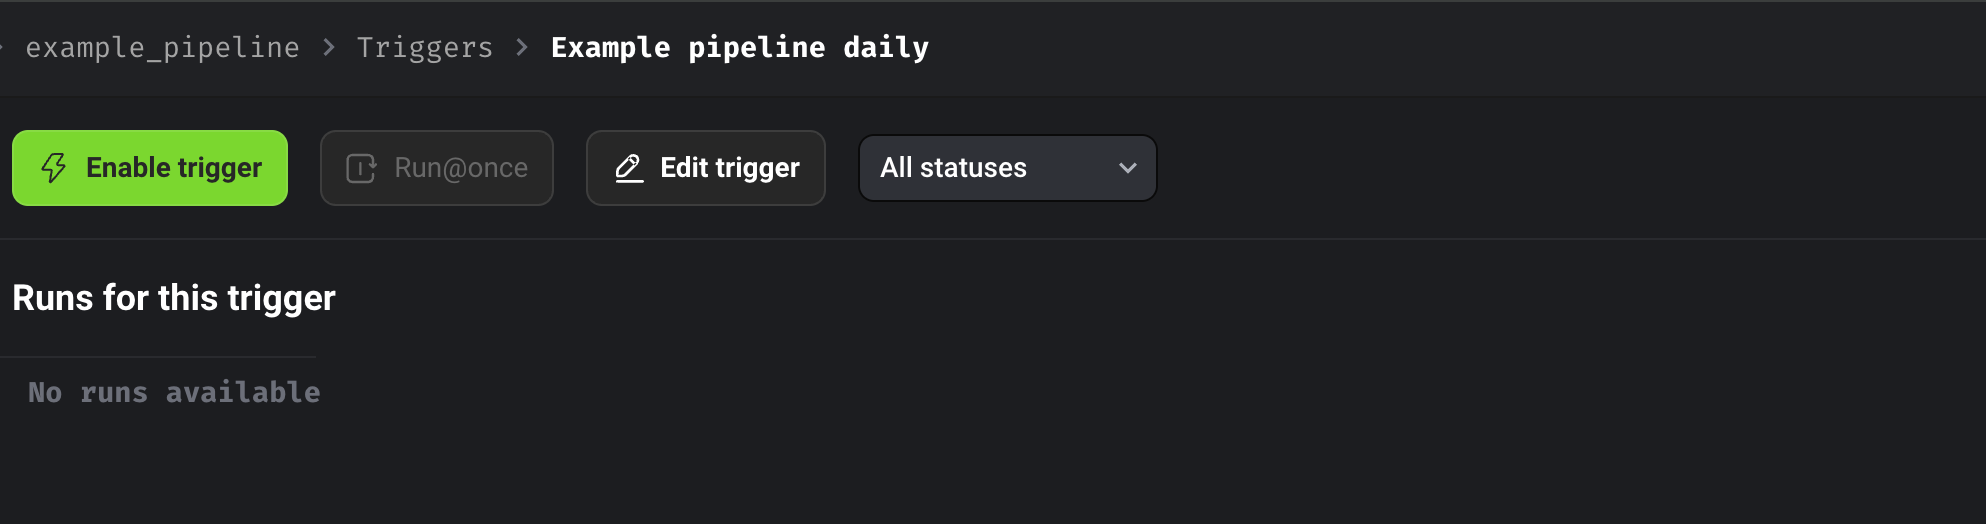 example_pipeline > Triggers > Example pipeline daily
Enable trigger Run@once Edit trigger All statuses
Runs for this trigger
No runs available